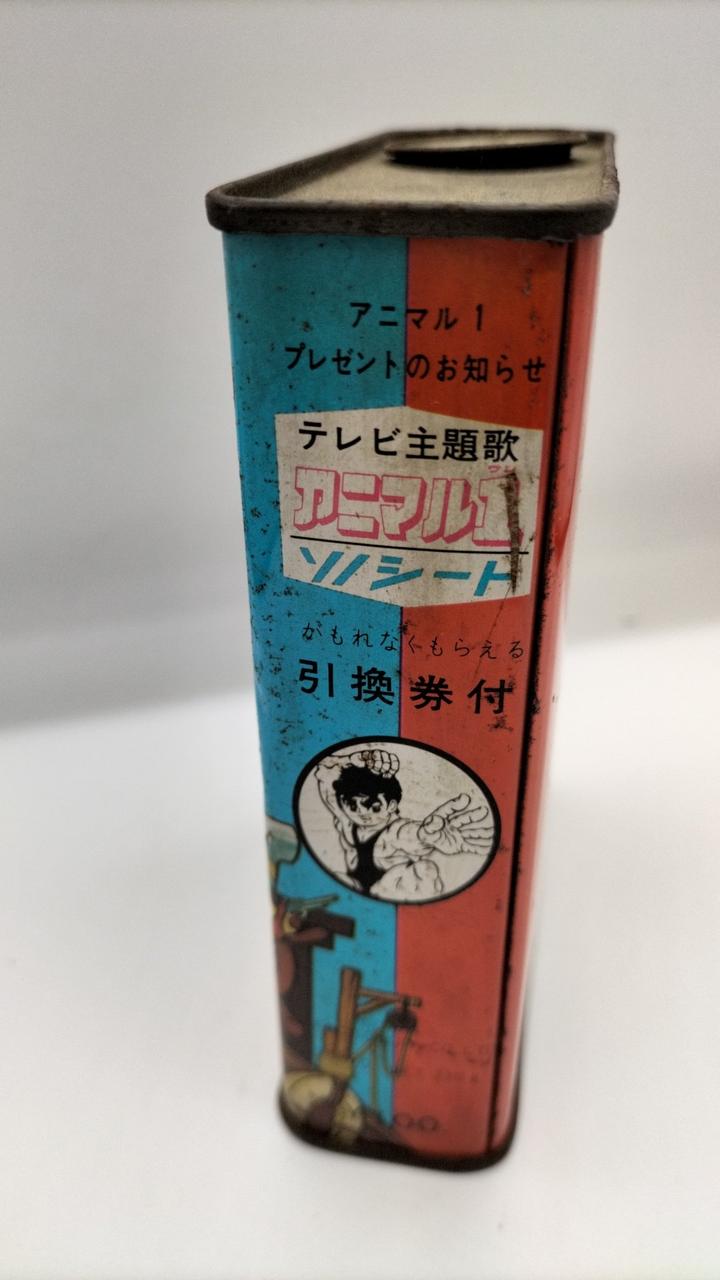 アニマル1
プレゼントのお知らせ
テレビ主題歌
ワン
アニマル1
ソノシート
がもれなくもらえる
引換券付